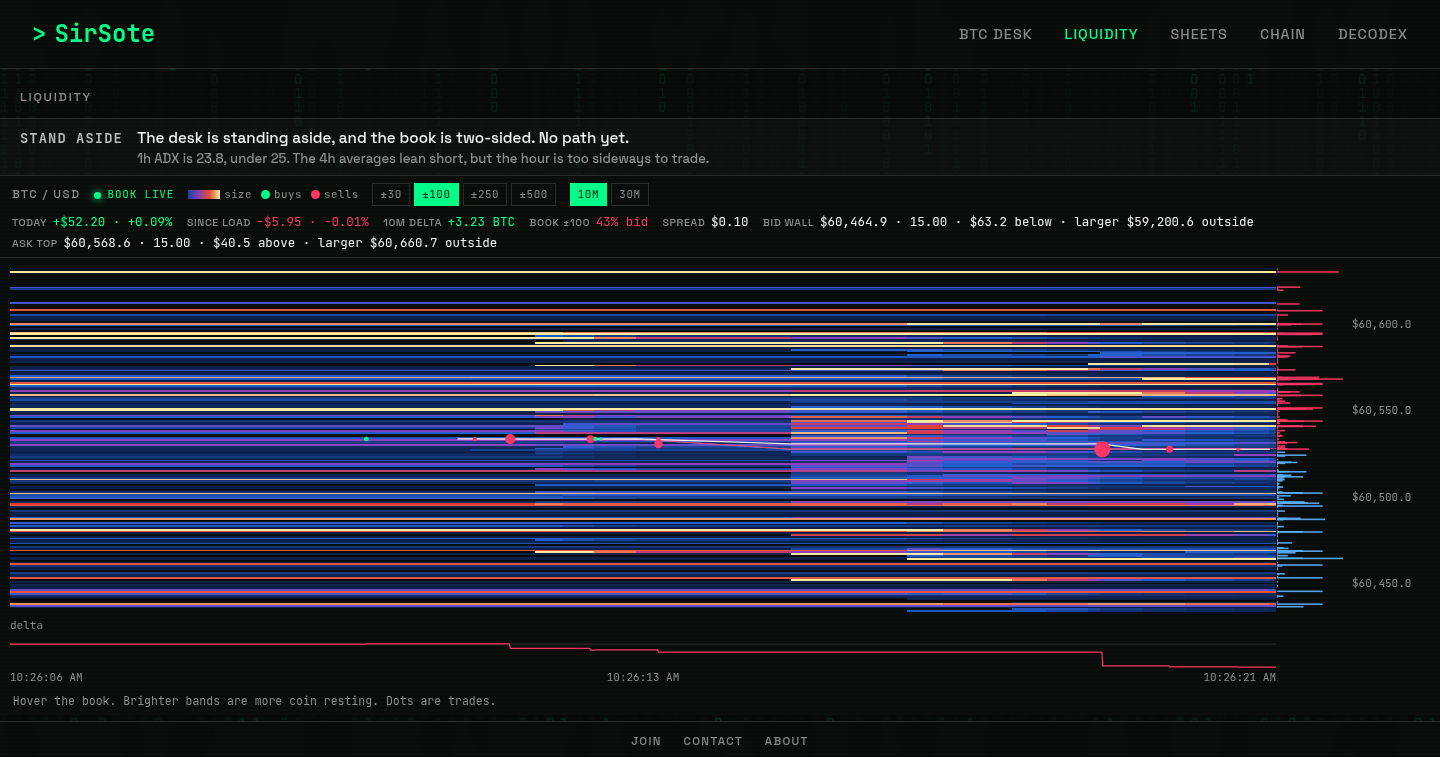 > SirSote
BTC DESK LIQUIDITY SHEETS CHAIN DECODEX
LIQUIDITY
STAND ASIDE The desk is standing aside, and the book is two-sided. No path yet.
1h ADX is 23.8, under 25. The 4h averages lean short, but the hour is too sideways to trade.
BTC / USD BOOK LIVE size buys sells ±30 ±100 ±250 ±500 10M 30M
TODAY +$52.20 · +0.09% SINCE LOAD -$5.95 · -0.01% 10M DELTA +3.23 BTC BOOK ±100 43% bid SPREAD $0.10 BID WALL $60,464.9 · 15.00 · $63.2 below · larger $59,200.6 outside
ASK TOP $60,568.6 · 15.00 · $40.5 above · larger $60,660.7 outside
$60,600.0
$60,550.0
$60,500.0
$60,450.0
delta
10:26:06 AM 10:26:13 AM 10:26:21 AM
Hover the book. Brighter bands are more coin resting. Dots are trades.
JOIN CONTACT ABOUT